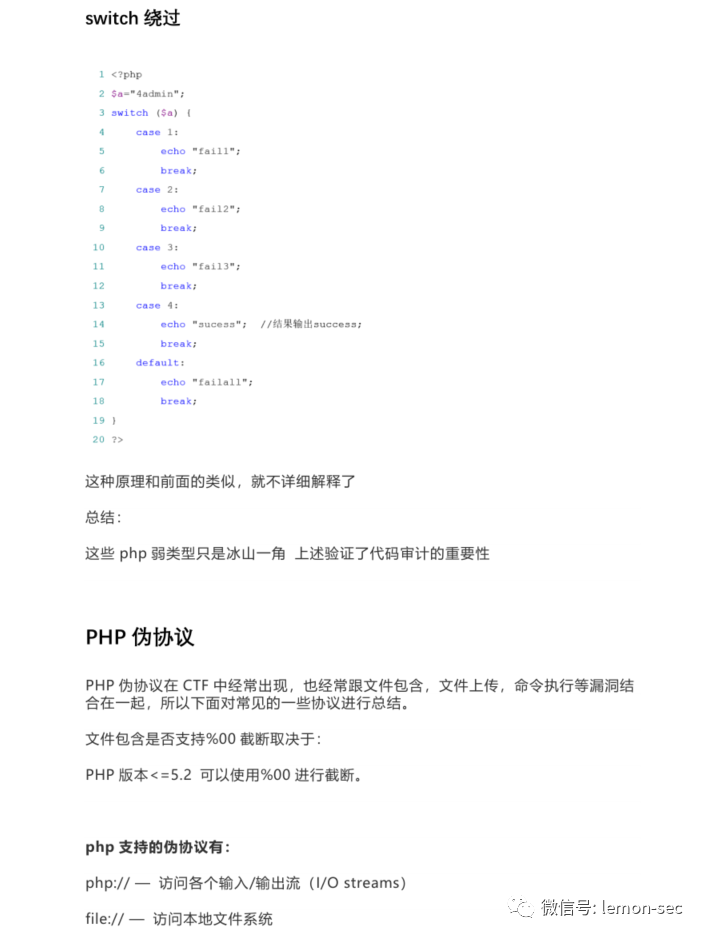 switch 绕过
1 <?php
2 $a="4admin";
3 switch ($a) {
4 case 1:
5 echo "fail1";
6 break;
7 case 2:
8 echo "fail2";
9 break;
10 case 3:
11 echo "fail3";
12 break;
13 case 4:
14 echo "sucess"; //结果输出success;
15 break;
16 default:
17 echo "failall";
18 break;
19 }
20 ?>
这种原理和前面的类似，就不详细解释了
总结：
这些 php 弱类型只是冰山一角 上述验证了代码审计的重要性
PHP 伪协议
PHP 伪协议在 CTF 中经常出现，也经常跟文件包含，文件上传，命令执行等漏洞结
合在一起，所以下面对常见的一些协议进行总结。
文件包含是否支持%00 截断取决于：
PHP 版本<=5.2 可以使用%00 进行截断。
php 支持的伪协议有：
php:// — 访问各个输入/输出流（I/O streams）
file:// — 访问本地文件系统
微信号: lemon-sec